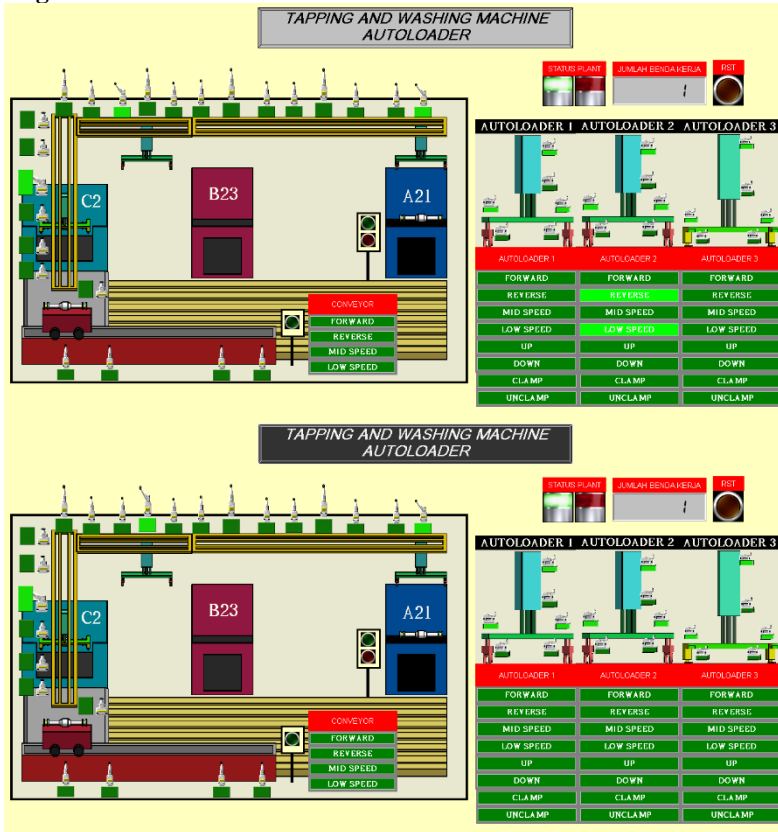 TAPPING AND WASHING MACHINE
AUTOLOADER
STATUS PLANT JUMLAH BENDA KERJA RST
1
AUTOLOADER 1 AUTOLOADER 2 AUTOLOADER 3
C2 B23 A21
AUTOLOADER 1 AUTOLOADER 2 AUTOLOADER 3
FORWARD FORWARD FORWARD
REVERSE REVERSE REVERSE
MID SPEED MID SPEED MID SPEED
LOW SPEED LOW SPEED LOW SPEED
UP UP UP
DOWN DOWN DOWN
CLAMP CLAMP CLAMP
UNCLAMP UNCLAMP UNCLAMP
CONVEYOR
FORWARD
REVERSE
MID SPEED
LOW SPEED
TAPPING AND WASHING MACHINE
AUTOLOADER
STATUS PLANT JUMLAH BENDA KERJA RST
1
AUTOLOADER 1 AUTOLOADER 2 AUTOLOADER 3
C2 B23 A21
AUTOLOADER 1 AUTOLOADER 2 AUTOLOADER 3
FORWARD FORWARD FORWARD
REVERSE REVERSE REVERSE
MID SPEED MID SPEED MID SPEED
LOW SPEED LOW SPEED LOW SPEED
UP UP UP
DOWN DOWN DOWN
CLAMP CLAMP CLAMP
UNCLAMP UNCLAMP UNCLAMP
CONVEYOR
FORWARD
REVERSE
MID SPEED
LOW SPEED